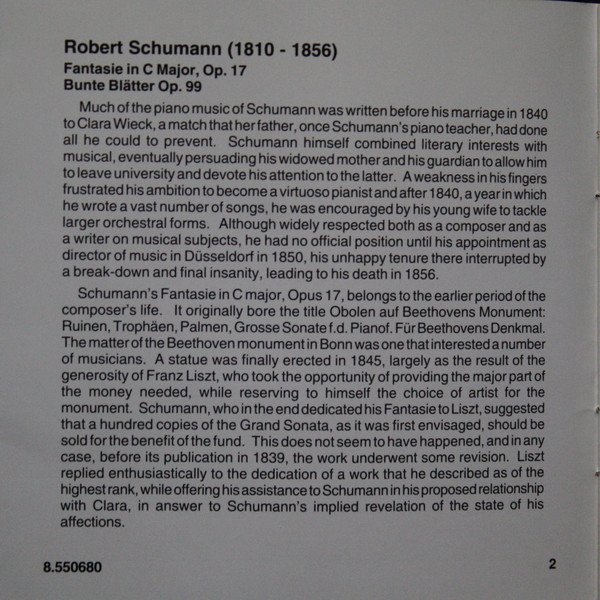 Robert Schumann (1810 - 1856)
Fantasie in C Major, Op. 17
Bunte Blätter Op. 99
Much of the piano music of Schumann was written before his marriage in 1840
to Clara Wieck, a match that her father, once Schumann's piano teacher, had done
all he could to prevent. Schumann himself combined literary interests with
musical, eventually persuading his widowed mother and his guardian to allow him
to leave university and devote his attention to the latter. A weakness in his fingers
frustrated his ambition to become a virtuoso pianist and after 1840, a year in which
he wrote a vast number of songs, he was encouraged by his young wife to tackle
larger orchestral forms. Although widely respected both as a composer and as
a writer on musical subjects, he had no official position until his appointment as
director of music in Düsseldorf in 1850, his unhappy tenure there interrupted by
a break-down and final insanity, leading to his death in 1856.
Schumann's Fantasie in C major, Opus 17, belongs to the earlier period of the
composer's life. It originally bore the title Obolen auf Beethovens Monument:
Ruinen, Trophäen, Palmen, Grosse Sonate f.d. Pianof. Für Beethovens Denkmal.
The matter of the Beethoven monument in Bonn was one that interested a number
of musicians. A statue was finally erected in 1845, largely as the result of the
generosity of Franz Liszt, who took the opportunity of providing the major part of
the money needed, while reserving to himself the choice of artist for the
monument. Schumann, who in the end dedicated his Fantasie to Liszt, suggested
that a hundred copies of the Grand Sonata, as it was first envisaged, should be
sold for the benefit of the fund. This does not seem to have happened, and in any
case, before its publication in 1839, the work underwent some revision. Liszt
replied enthusiastically to the dedication of a work that he described as of the
highest rank, while offering his assistance to Schumann in his proposed relationship
with Clara, in answer to Schumann's implied revelation of the state of his
affections.
8.550680
2